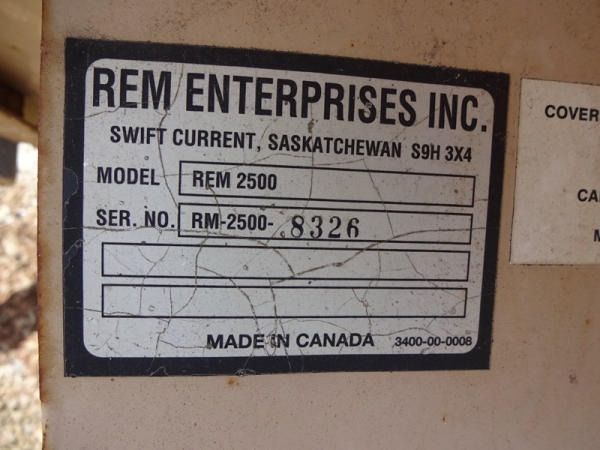 REM ENTERPRISES INC.
SWIFT CURRENT, SASKATCHEWAN S9H 3X4
MODEL REM 2500
SER. NO. RM-2500- 8326
MADE IN CANADA 3400-00-0008
COVER
CA
M